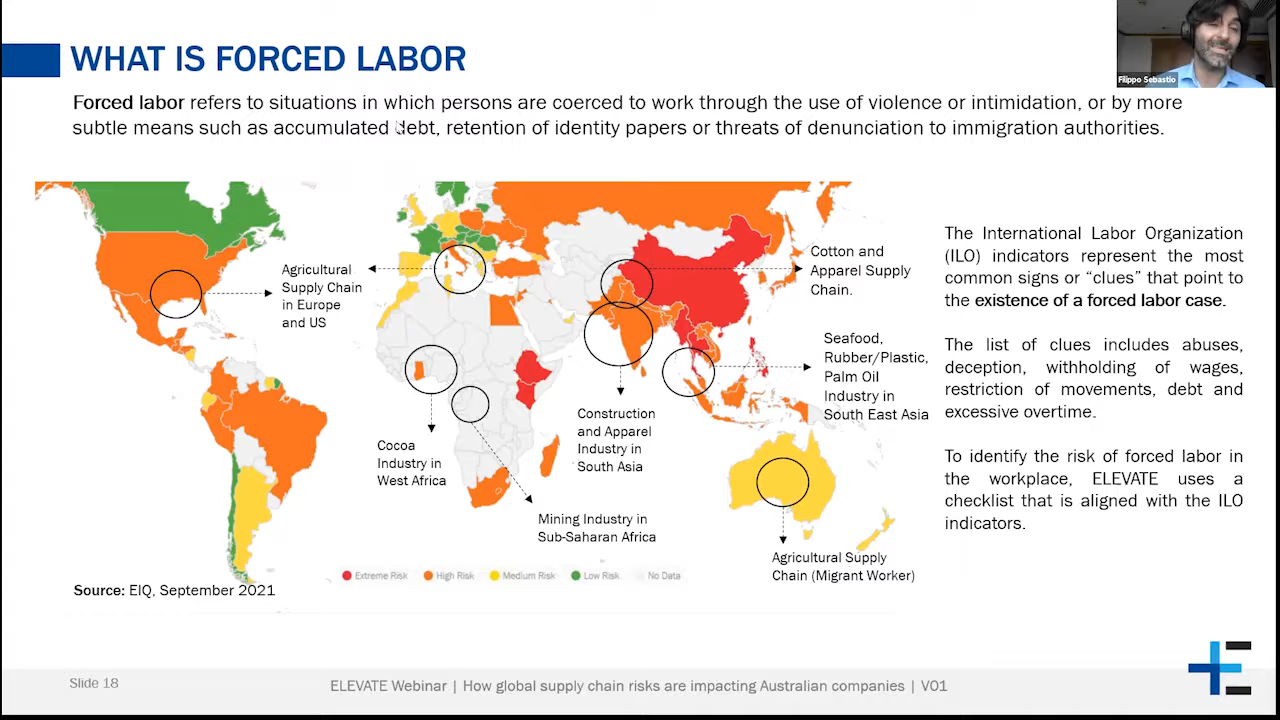 WHAT IS FORCED LABOR
Filippo Sebastio
Forced labor refers to situations in which persons are coerced to work through the use of violence or intimidation, or by more
subtle means such as accumulated debt, retention of identity papers or threats of denunciation to immigration authorities.
Agricultural
Supply Chain
in Europe
and US
Cotton and
Apparel Supply
Chain.
Seafood,
Rubber/Plastic,
Palm Oil
Industry in
South East Asia
Construction
and Apparel
Industry in
South Asia
Cocoa
Industry in
West Africa
Mining Industry in
Sub-Saharan Africa
Agricultural Supply
Chain (Migrant Worker)
Extreme Risk
High Risk
Medium Risk
Low Risk
No Data
Source: EIQ, September 2021
The International Labor Organization
(ILO) indicators represent the most
common signs or “clues” that point to
the existence of a forced labor case.
The list of clues includes abuses,
deception, withholding of wages,
restriction of movements, debt and
excessive overtime.
To identify the risk of forced labor in
the workplace, ELEVATE uses a
checklist that is aligned with the ILO
indicators.
Slide 18
ELEVATE Webinar | How global supply chain risks are impacting Australian companies | V01